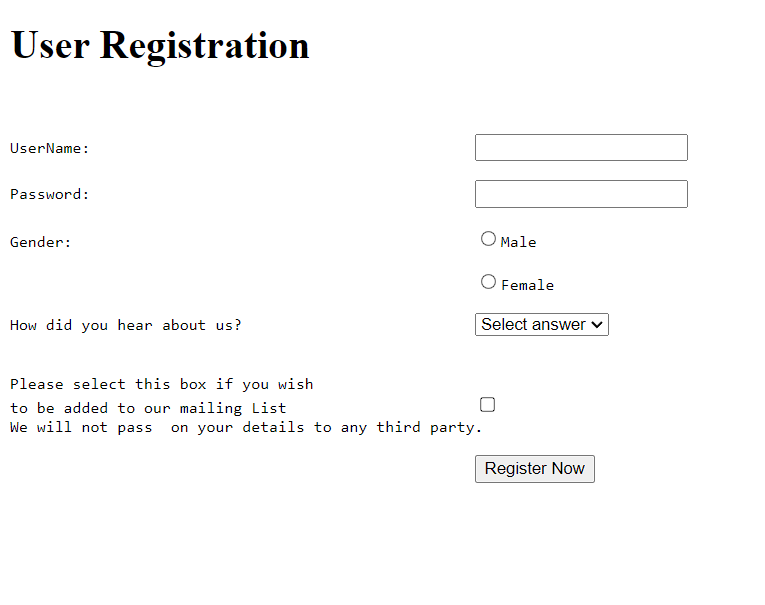 User Registration
UserName:
Password:
Gender: Male
Female
How did you hear about us? Select answer
Please select this box if you wish
to be added to our mailing List
We will not pass  on your details to any third party.
Register Now